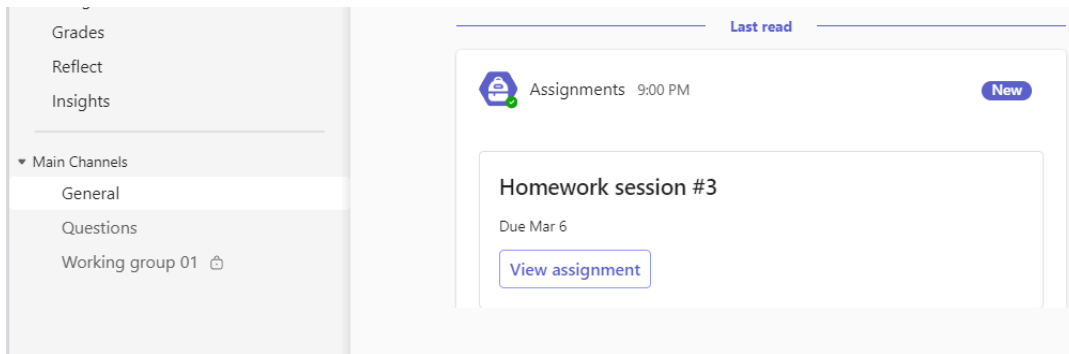 Grades
Reflect
Insights
Main Channels
General
Questions
Working group 01
Last read
Assignments 9:00 PM
New
Homework session #3
Due Mar 6
View assignment